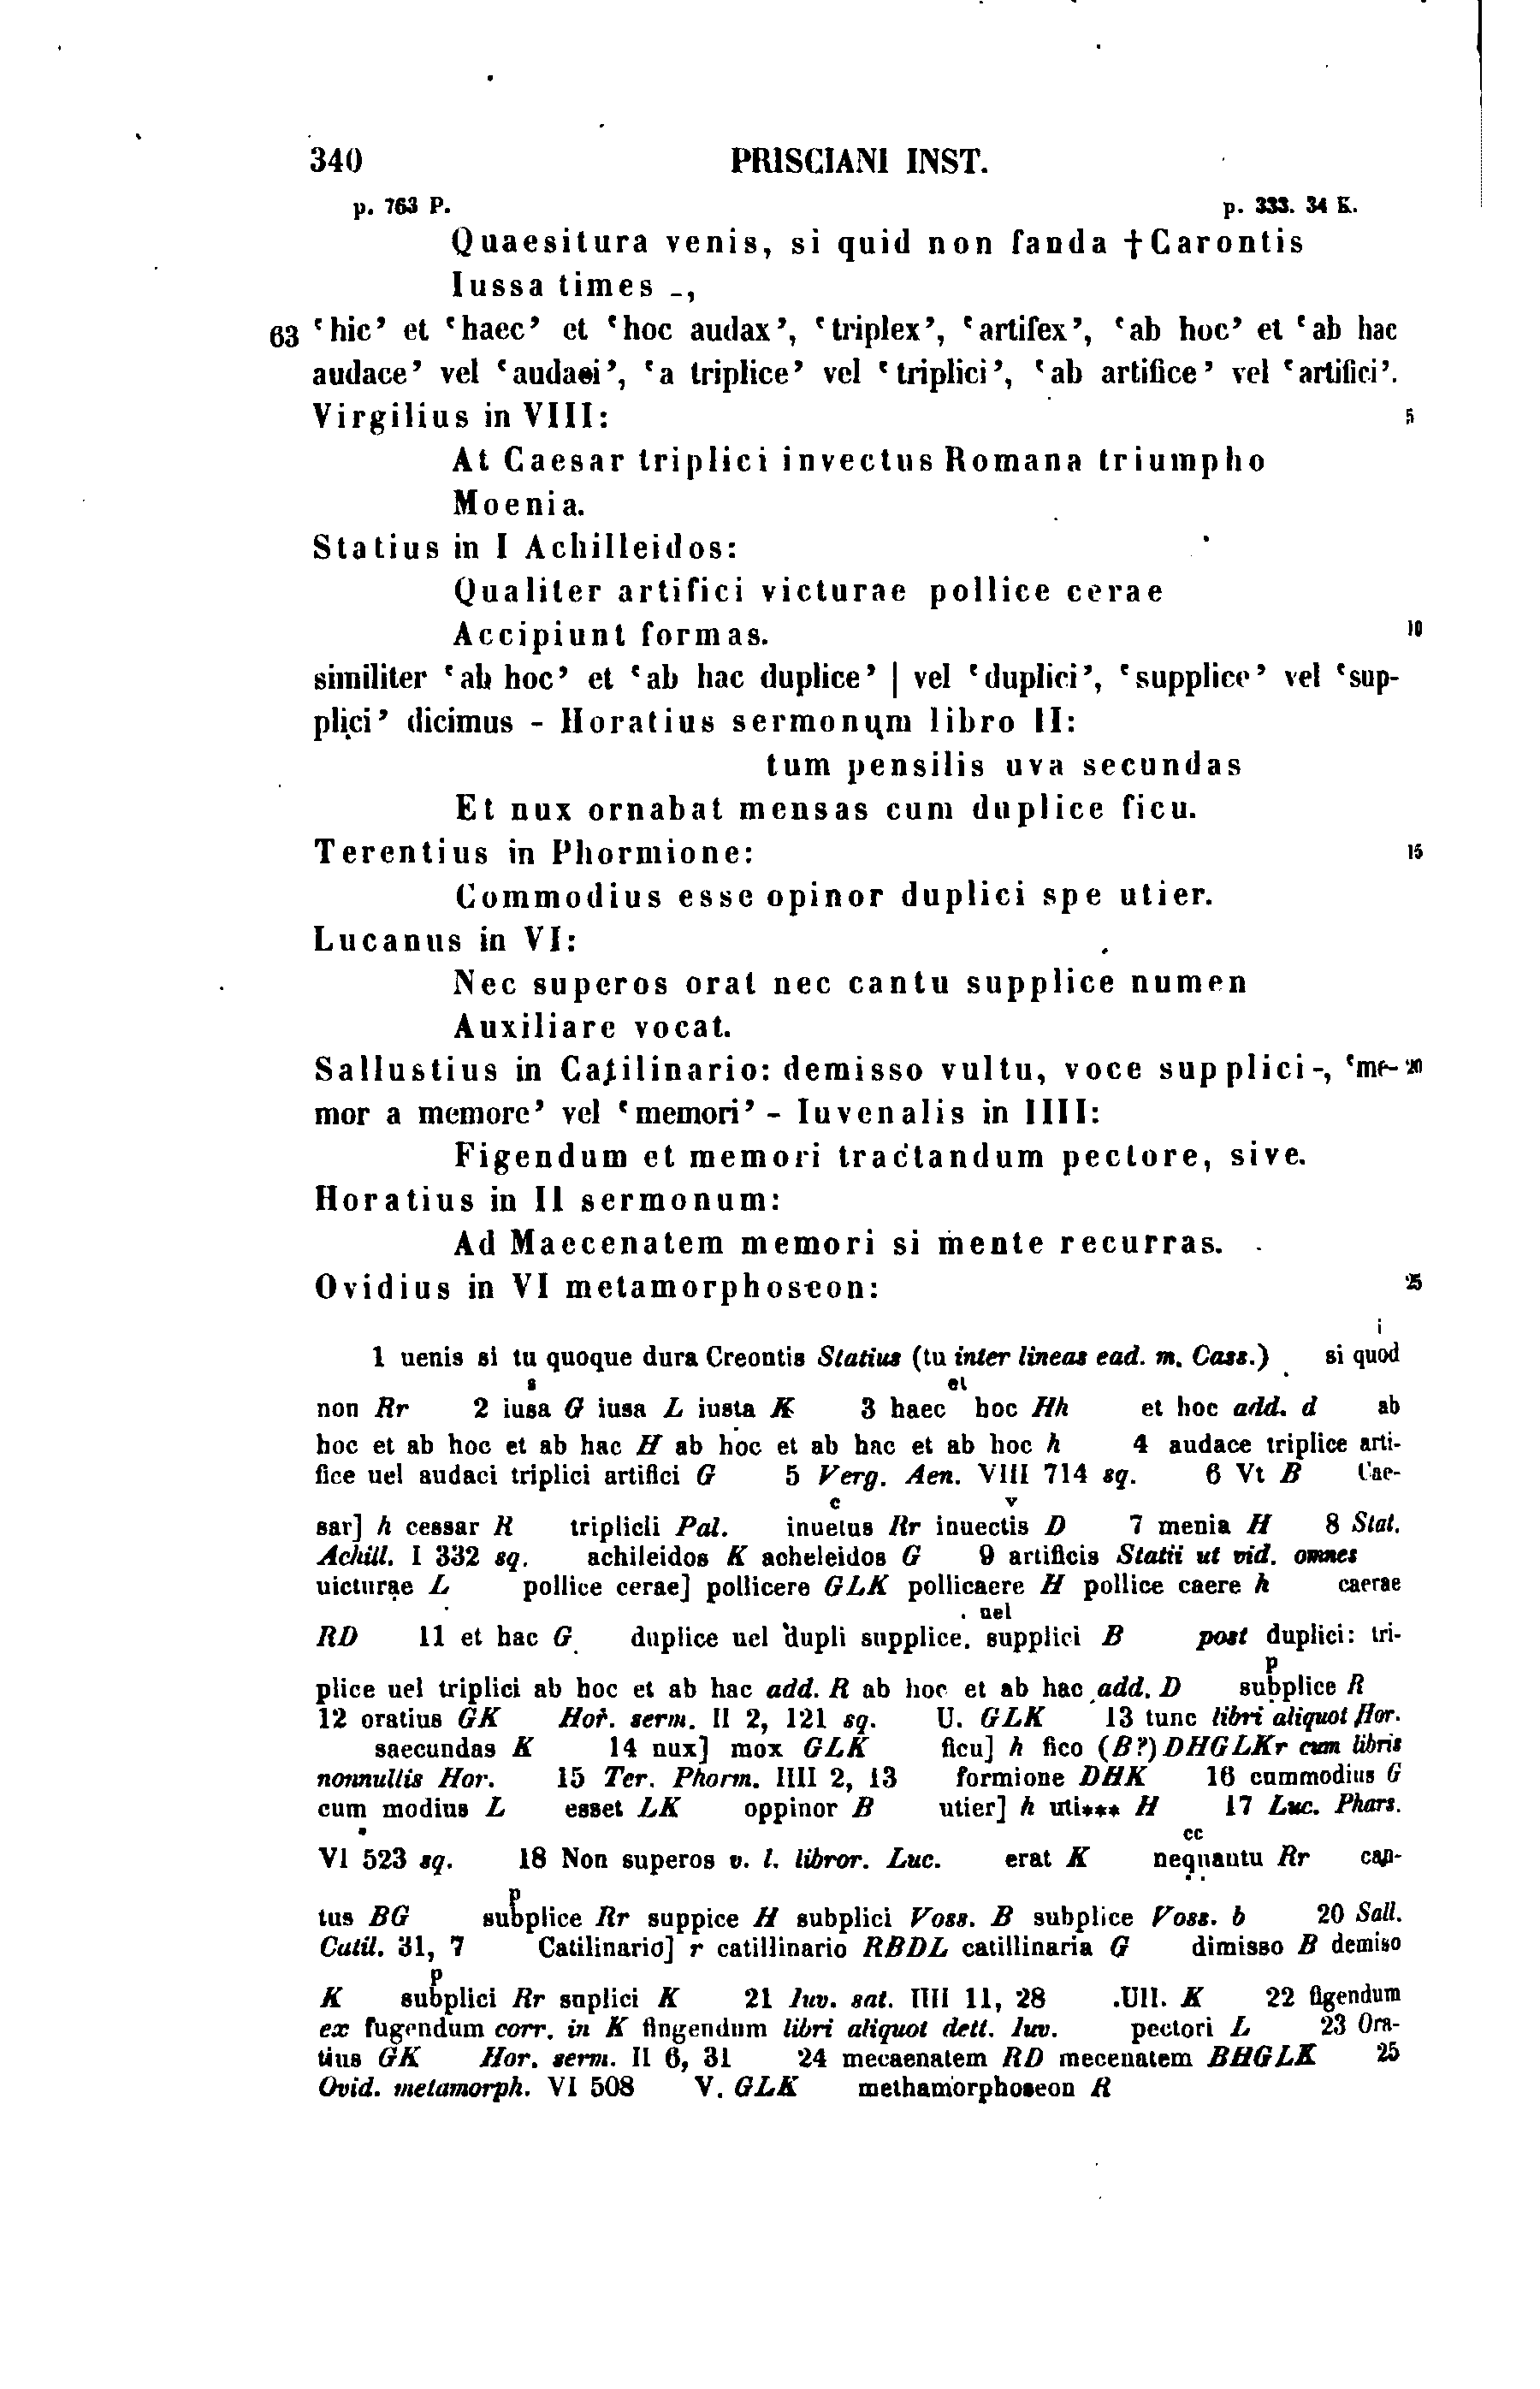 340 PRISCIANI INST.
p. 763 P. p. 333. 34 K.
Quaesitura venis, si quid non fanda †Carontis
Iussa times –,
63 ‘hic’ et ‘haec’ et ‘hoc audax’, ‘triplex’, ‘artifex’, ‘ab hoc’ et ‘ab hac
audace’ vel ‘audaci’, ‘a triplice’ vel ‘triplici’, ‘ab artifice’ vel ‘artifici’.
Virgilius in VIII: 5
At Caesar triplici invectus Romana triumpho
Moenia.
Statius in I Achilleidos:
Qualiter artifici victurae pollice cerae
Accipiunt formas. 10
similiter ‘ab hoc’ et ‘ab hac duplice’ | vel ‘duplici’, ‘supplice’ vel ‘sup-
plici’ dicimus – Horatius sermonum libro II:
tum pensilis uva secundas
Et nux ornabat mensas cum duplice ficu.
Terentius in Phormione: 15
Commodius esse opinor duplici spe utier.
Lucanus in VI:
Nec superos orat nec cantu supplice numen
Auxiliare vocat.
Sallustius in Catilinario: demisso vultu, voce supplici–, ‘me- 20
mor a memore’ vel ‘memori’ – Iuvenalis in IIII:
Figendum et memori tractandum pectore, sive.
Horatius in II sermonum:
Ad Maecenatem memori si mente recurras.
Ovidius in VI metamorphoseon: 25
i
1 uenis si tu quoque dura Creontis Statius (tu inter lineas ead. m. Cass.) si quod
s et
non Rr 2 iusa G iusa L iusta K 3 haec hoc Hh et hoc add. d ab
hoc et ab hoc et ab hac H ab hoc et ab hac et ab hoc h 4 audace triplice arti-
fice uel audaci triplici artifici G 5 Verg. Aen. VIII 714 sq. 6 Vt B Cae-
c v
sar] h cessar H triplicii Pal. inuetus Rr inuectis D 7 menia H 8 Stat.
Achill. I 332 sq. achileidos K acheleidos G 9 artificis Statii ut vid. omnes
uicturae L pollice cerae] pollicere GLK pollicaere H pollice caere h caerae
uel
RD 11 et hac G duplice uel dupli supplice. supplici B post duplici: tri-
p
plice uel triplici ab hoc et ab hac add. R ab hoc et ab hac add. D subplice R
12 oratius GK Hor. serm. II 2, 121 sq. U. GLK 13 tunc libri aliquot Hor.
saecundas K 14 nux] mox GLK ficu] h fico (B?) DHGLKr cum libris
nonnullis Hor. 15 Ter. Phorm. IIII 2, 13 formione DHK 16 cummodius G
cum modius L esset LK oppinor B utier] h uti*** H 17 Luc. Phars.
cc
VI 523 sq. 18 Non superos v. l. libror. Luc. erat K nequantu Rr can-
p
tus BG subplice Rr suppice H subplici Voss. B subplice Voss. b 20 Sall.
Catil. 31, 7 Catilinario] r catillinario RBDL catillinaria G dimisso B demiso
p
K subplici Rr suplici K 21 Iuv. sat. IIII 11, 28 .UII. K 22 figendum
ex fugendum corr. in K fingendum libri aliquot dett. Iuv. pectori L 23 Ora-
tius GK Hor. serm. II 6, 31 24 mecaenatem RD mecenatem BHGLK 25
Ovid. metamorph. VI 508 V. GLK methamorphoseon R